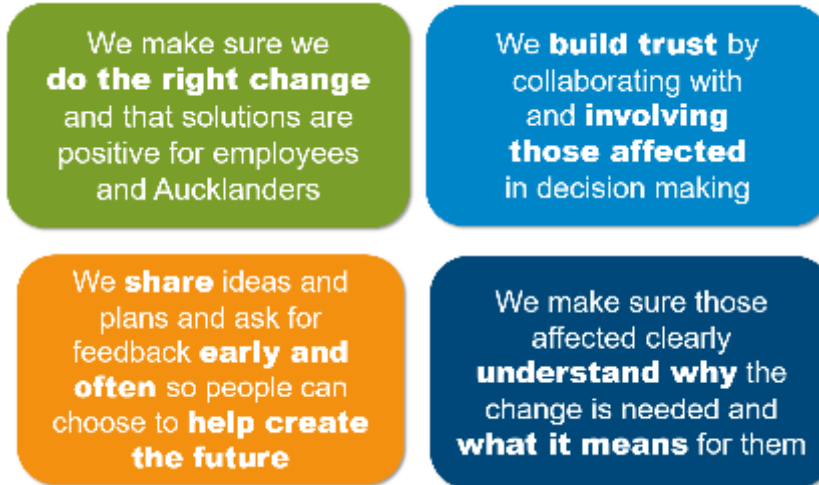 We make sure we
do the right change
and that solutions are
positive for employees
and Aucklanders
We build trust by
collaborating with
and involving
those affected
in decision making
We share ideas and
plans and ask for
feedback early and
often so people can
choose to help create
the future
We make sure those
affected clearly
understand why the
change is needed and
what it means for them